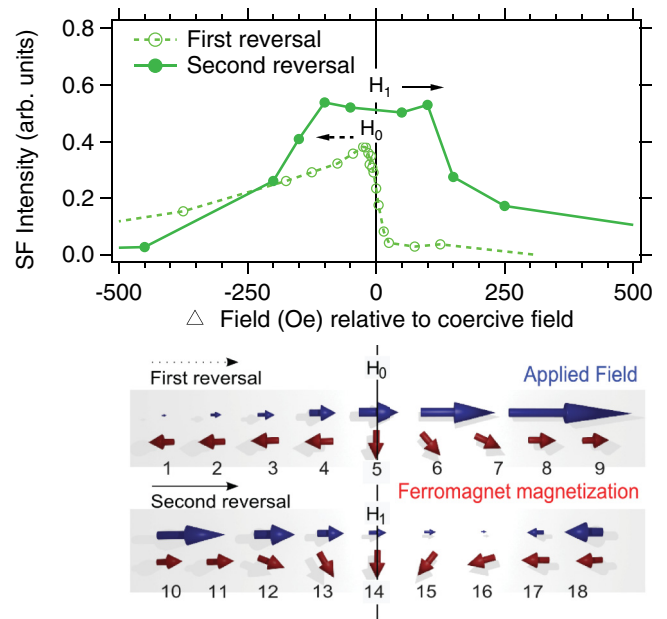 SF Intensity (arb. units)
0.8
0.6
0.4
0.2
0.0
First reversal
Second reversal
H1
H0
-500
-250
0
250
500
△ Field (Oe) relative to coercive field
First reversal
H0
Applied Field
1 2 3 4 5 6 7 8 9
Second reversal
H1
Ferromagnet magnetization
10 11 12 13 14 15 16 17 18